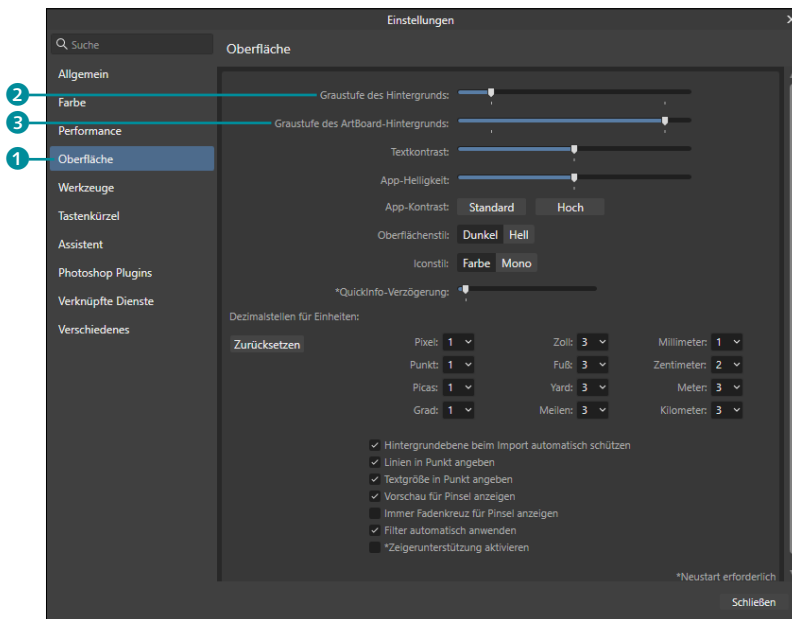 Einstellungen
Suche
Oberfläche
Allgemein
Farbe
Performance
Oberfläche
Werkzeuge
Tastenkürzel
Assistent
Photoshop Plugins
Verknüpfte Dienste
Verschiedenes
2
3
1
Graustufe des Hintergrunds:
Graustufe des ArtBoard-Hintergrunds:
Textkontrast:
App-Helligkeit:
App-Kontrast: Standard Hoch
Oberflächenstil: Dunkel Hell
Iconstil: Farbe Mono
*QuickInfo-Verzögerung:
Dezimalstellen für Einheiten:
Zurücksetzen Pixel: 1 Zoll: 3 Millimeter: 1
Punkt: 1 Fuß: 3 Zentimeter: 2
Picas: 1 Yard: 3 Meter: 3
Grad: 1 Meilen: 3 Kilometer: 3
Hintergrundebene beim Import automatisch schützen
Linien in Punkt angeben
Textgröße in Punkt angeben
Vorschau für Pinsel anzeigen
Immer Fadenkreuz für Pinsel anzeigen
Filter automatisch anwenden
*Zeigerunterstützung aktivieren
*Neustart erforderlich
Schließen